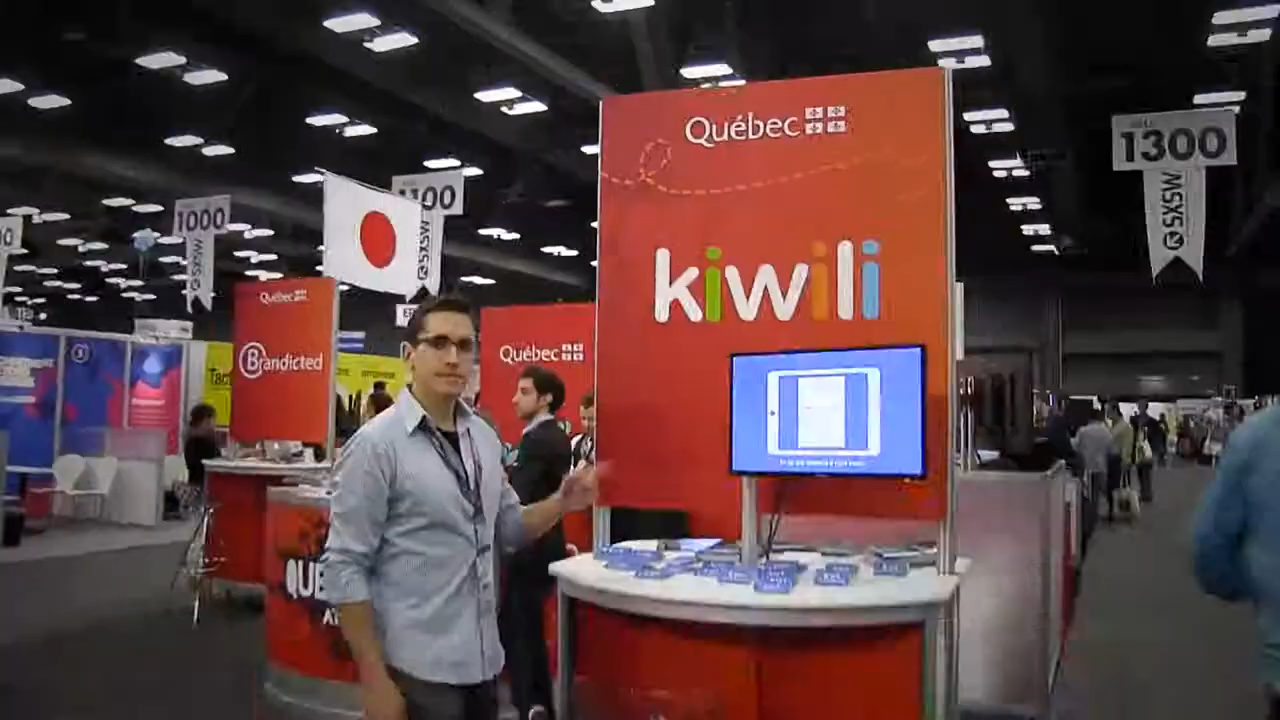 Québec
kiwili
1300
SXSW
1100
SXSW
1000
SXSW
Québec
Brandicted
Québec
QUE